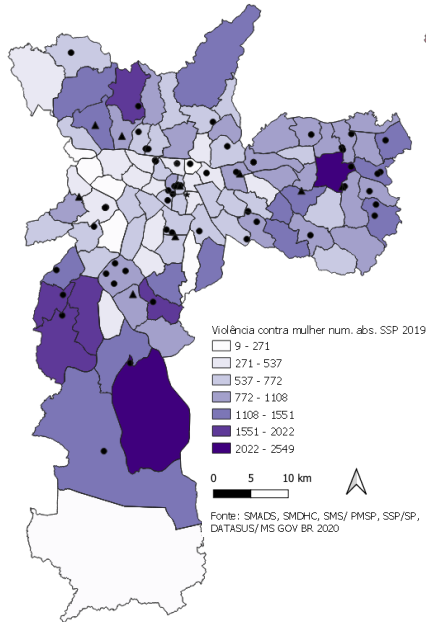 Violência contra mulher num. abs. SSP 2019
9 - 271
271 - 537
537 - 772
772 - 1108
1108 - 1551
1551 - 2022
2022 - 2549
0 5 10 km
Fonte: SMADS, SMDHC, SMS/ PMSP, SSP/SP,
DATASUS/MS GOV BR 2020